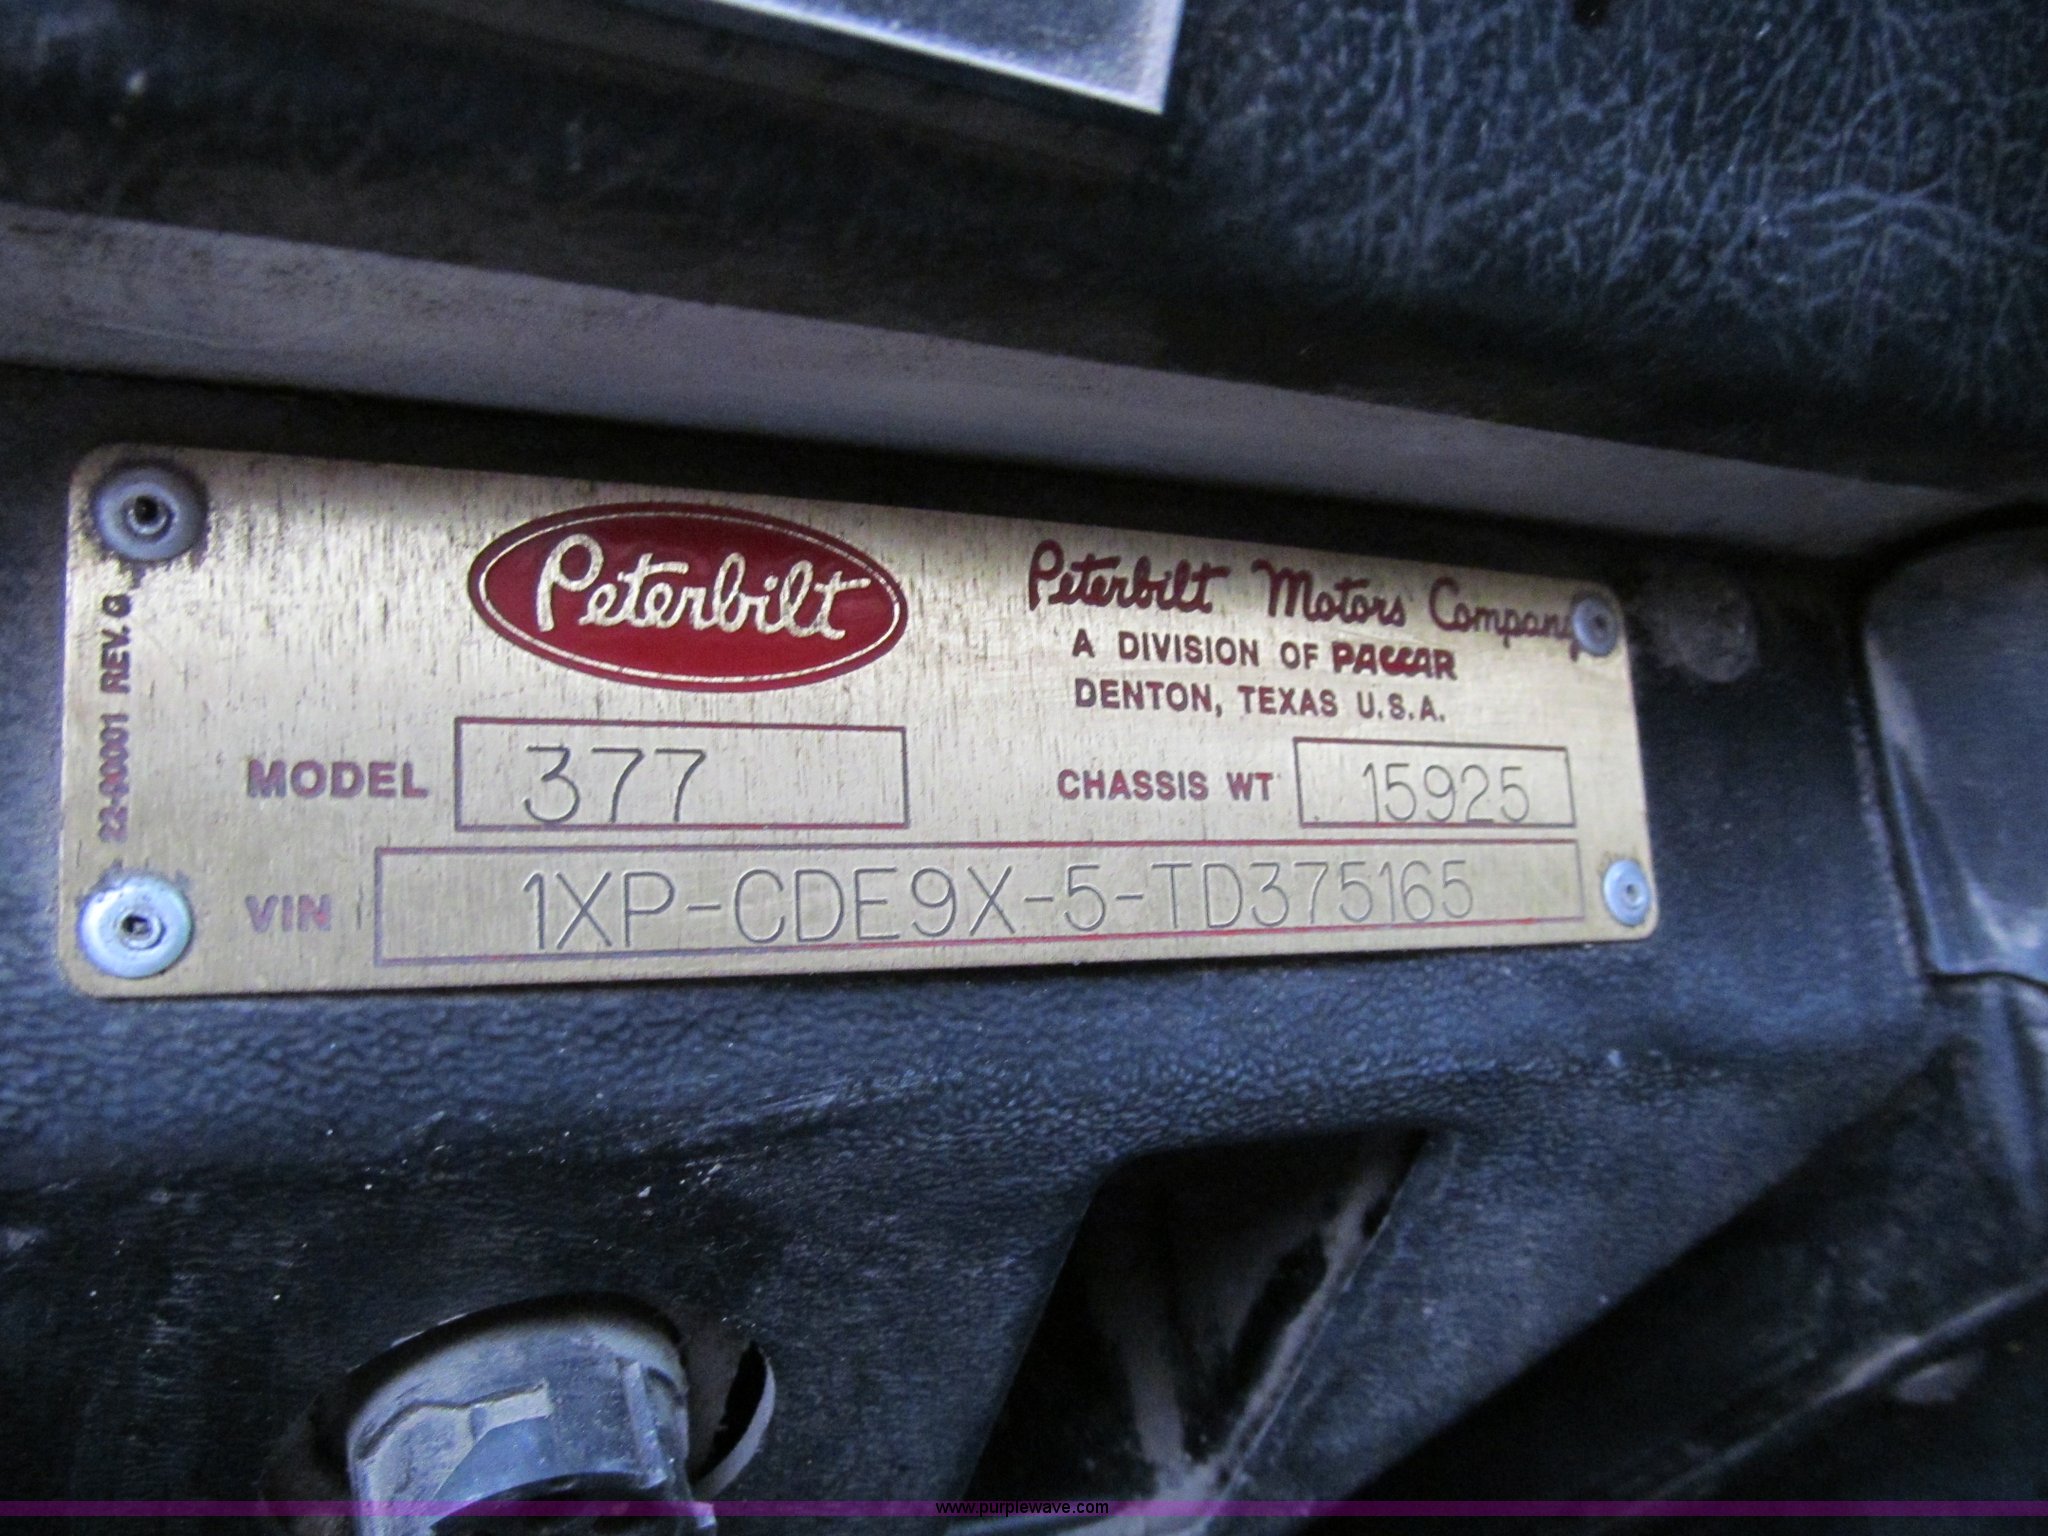 22-00001 REV. G
Peterbilt
Peterbilt Motors Company
A DIVISION OF PACCAR
DENTON, TEXAS U.S.A.
MODEL 377
CHASSIS WT 15925
VIN 1XP-CDE9X-5-TD375165
www.purplewave.com